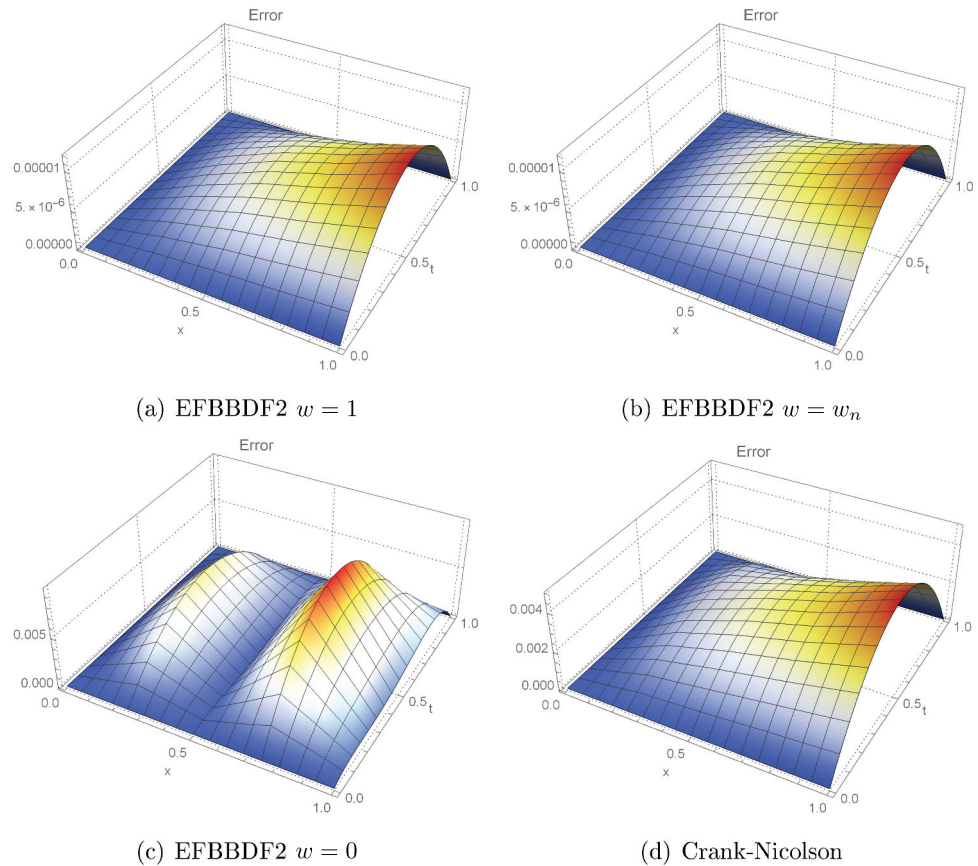 Error
0.00001
5. × 10⁻⁶
0.00000
0.0
0.5
x
1.0
0.0
0.5 t
1.0
(a) EFBBDF2 w = 1
Error
0.00001
5. × 10⁻⁶
0.00000
0.0
0.5
x
1.0
0.0
0.5 t
1.0
(b) EFBBDF2 w = wₙ
Error
0.005
0.000
0.0
0.5
x
1.0
0.0
0.5 t
1.0
(c) EFBBDF2 w = 0
Error
0.004
0.002
0.000
0.0
0.5
x
1.0
0.0
0.5 t
1.0
(d) Crank-Nicolson